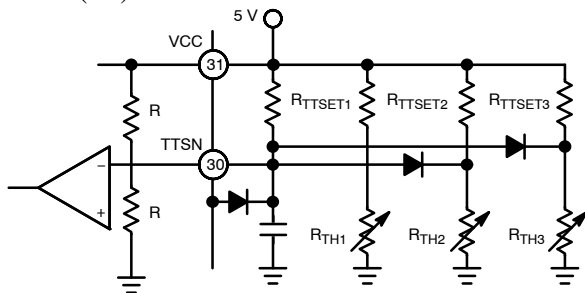 5 V
VCC
31
R
RTTSET1
RTTSET2
RTTSET3
TTSN
30
R
RTH1
RTH2
RTH3
−
+